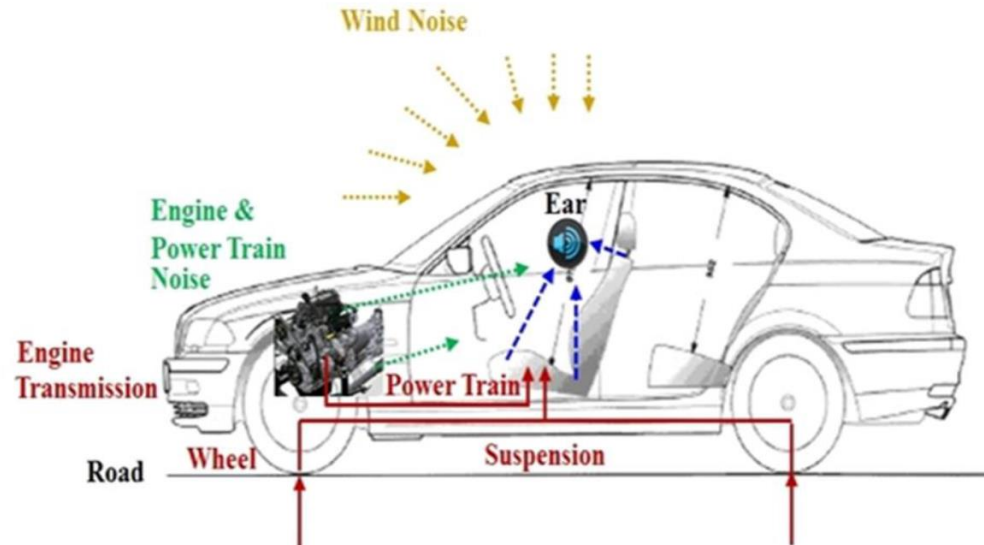 Wind Noise
Ear
Engine &
Power Train
Noise
Engine
Transmission
Power Train
Wheel
Suspension
Road